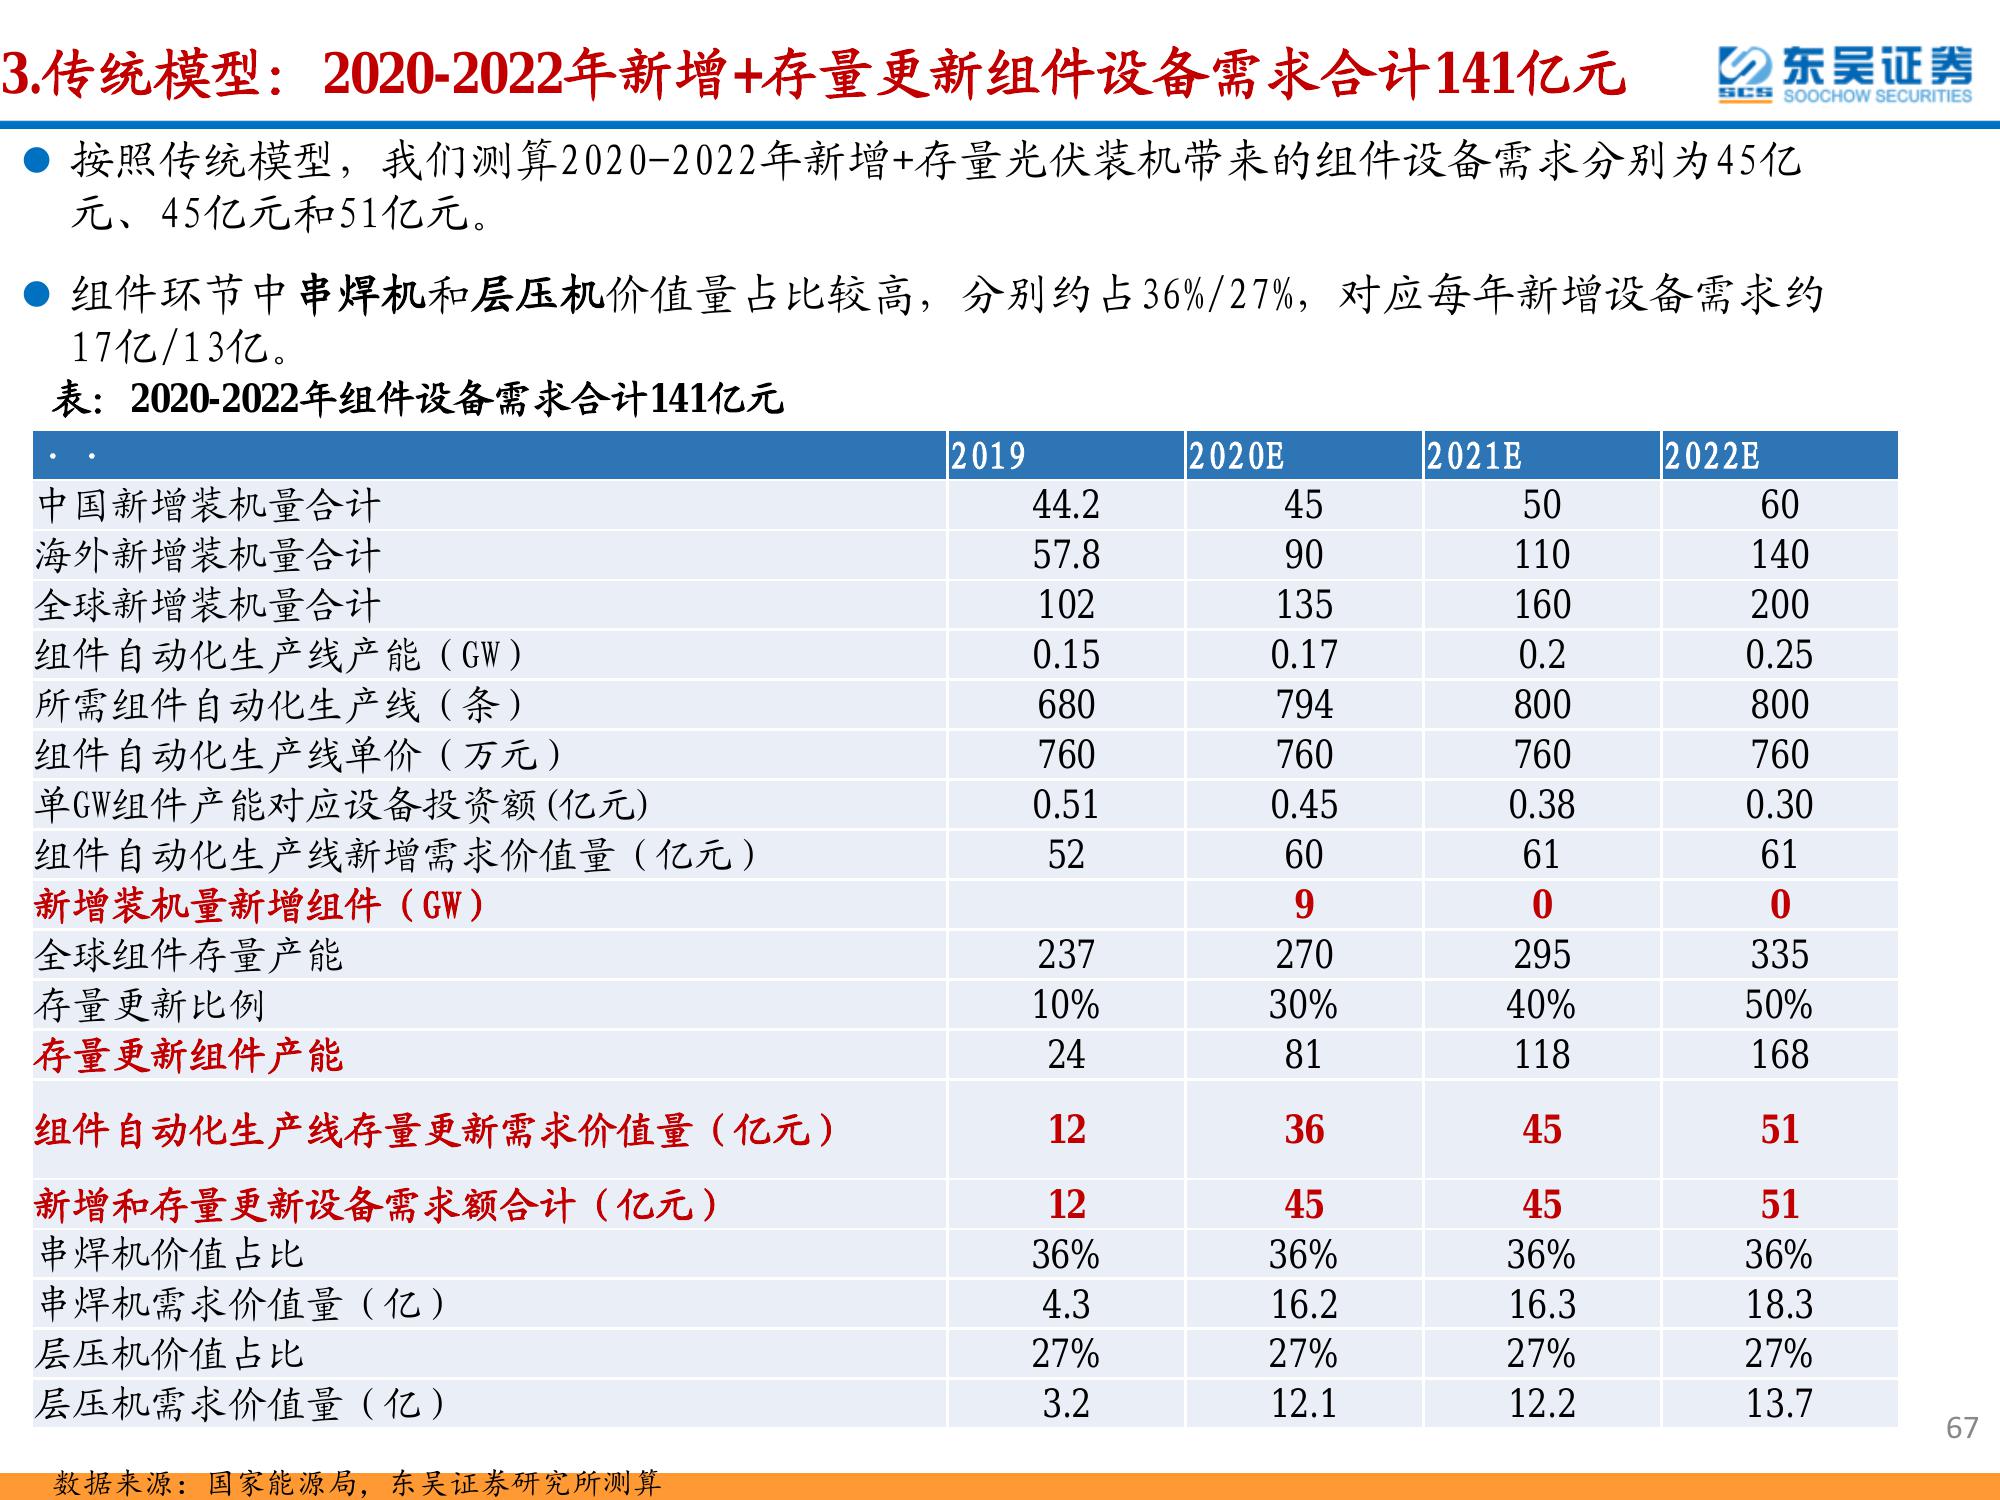 3.传统模型：2020-2022年新增+存量更新组件设备需求合计141亿元
东吴证券
SCS
SOOCHOW SECURITIES
● 按照传统模型，我们测算2020-2022年新增+存量光伏装机带来的组件设备需求分别为45亿
元、45亿元和51亿元。
● 组件环节中串焊机和层压机价值量占比较高，分别约占36%/27%，对应每年新增设备需求约
17亿/13亿。
表：2020-2022年组件设备需求合计141亿元
· · 2019 2020E 2021E 2022E
中国新增装机量合计 44.2 45 50 60
海外新增装机量合计 57.8 90 110 140
全球新增装机量合计 102 135 160 200
组件自动化生产线产能（GW） 0.15 0.17 0.2 0.25
所需组件自动化生产线（条） 680 794 800 800
组件自动化生产线单价（万元） 760 760 760 760
单GW组件产能对应设备投资额(亿元) 0.51 0.45 0.38 0.30
组件自动化生产线新增需求价值量（亿元） 52 60 61 61
新增装机量新增组件（GW） 9 0 0
全球组件存量产能 237 270 295 335
存量更新比例 10% 30% 40% 50%
存量更新组件产能 24 81 118 168
组件自动化生产线存量更新需求价值量（亿元） 12 36 45 51
新增和存量更新设备需求额合计（亿元） 12 45 45 51
串焊机价值占比 36% 36% 36% 36%
串焊机需求价值量（亿） 4.3 16.2 16.3 18.3
层压机价值占比 27% 27% 27% 27%
层压机需求价值量（亿） 3.2 12.1 12.2 13.7
67
数据来源：国家能源局，东吴证券研究所测算